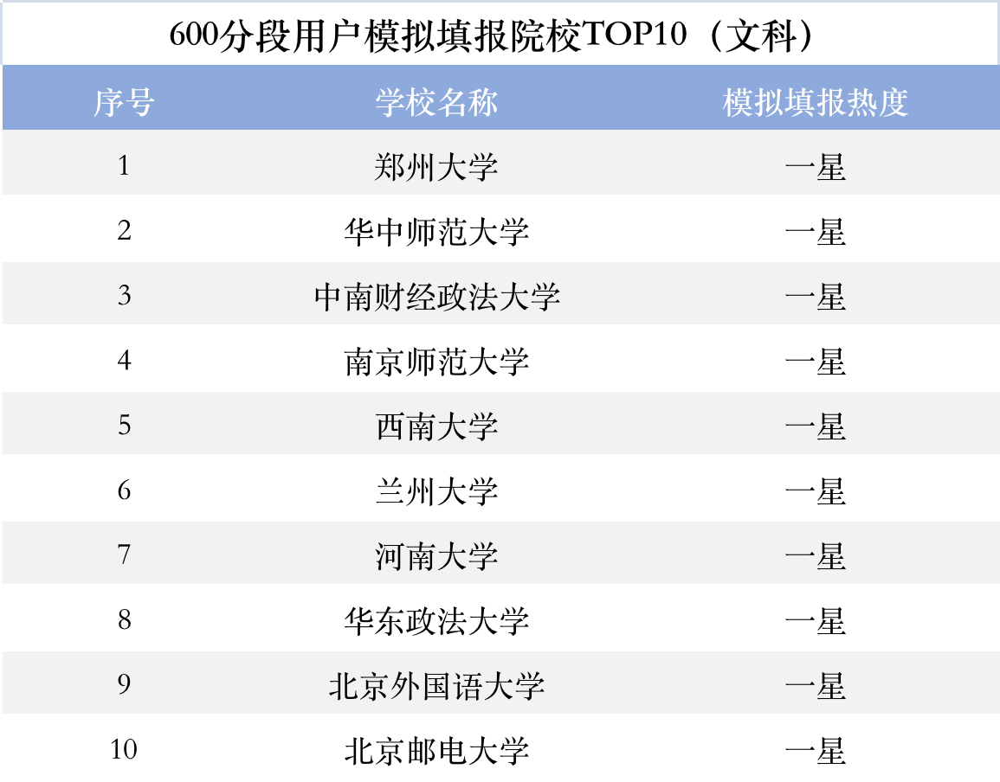 600分段用户模拟填报院校TOP10（文科）
序号 学校名称 模拟填报热度
1 郑州大学 一星
2 华中师范大学 一星
3 中南财经政法大学 一星
4 南京师范大学 一星
5 西南大学 一星
6 兰州大学 一星
7 河南大学 一星
8 华东政法大学 一星
9 北京外国语大学 一星
10 北京邮电大学 一星